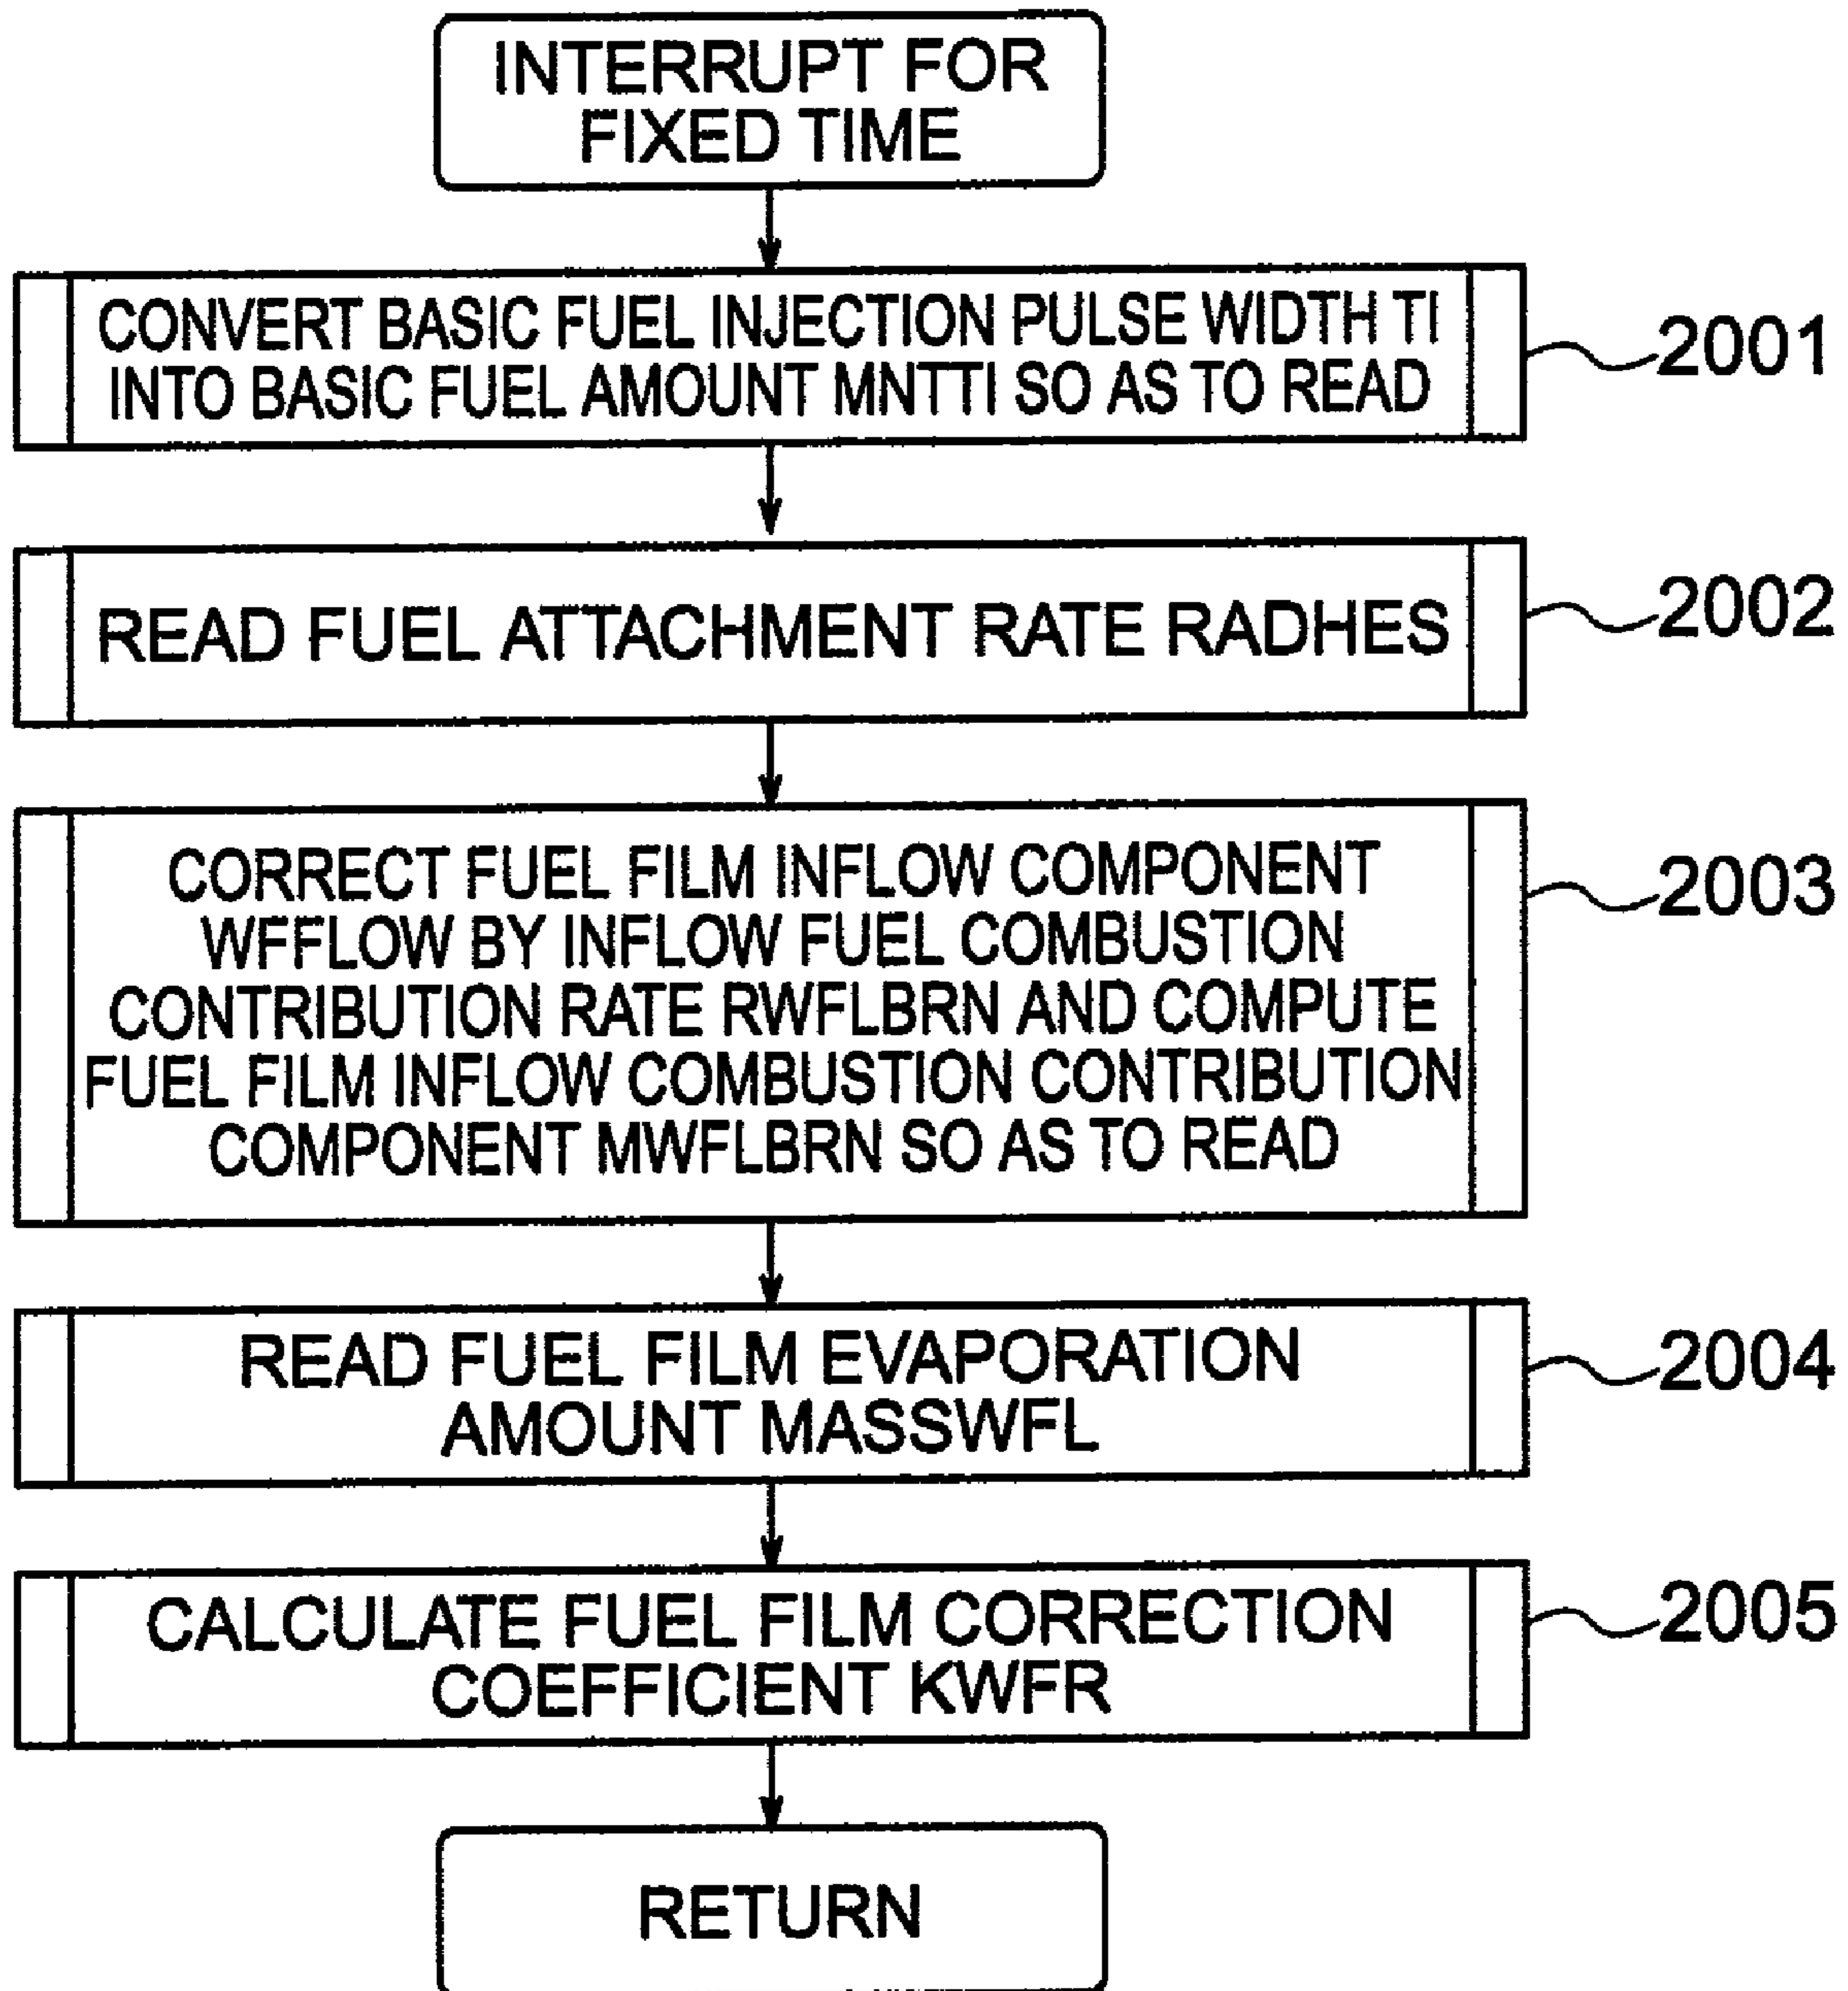 INTERRUPT FOR
FIXED TIME
CONVERT BASIC FUEL INJECTION PULSE WIDTH TI
INTO BASIC FUEL AMOUNT MNTTI SO AS TO READ
2001
READ FUEL ATTACHMENT RATE RADHES
2002
CORRECT FUEL FILM INFLOW COMPONENT
WFFLOW BY INFLOW FUEL COMBUSTION
CONTRIBUTION RATE RWFLBRN AND COMPUTE
FUEL FILM INFLOW COMBUSTION CONTRIBUTION
COMPONENT MWFLBRN SO AS TO READ
2003
READ FUEL FILM EVAPORATION
AMOUNT MASSWFL
2004
CALCULATE FUEL FILM CORRECTION
COEFFICIENT KWFR
2005
RETURN